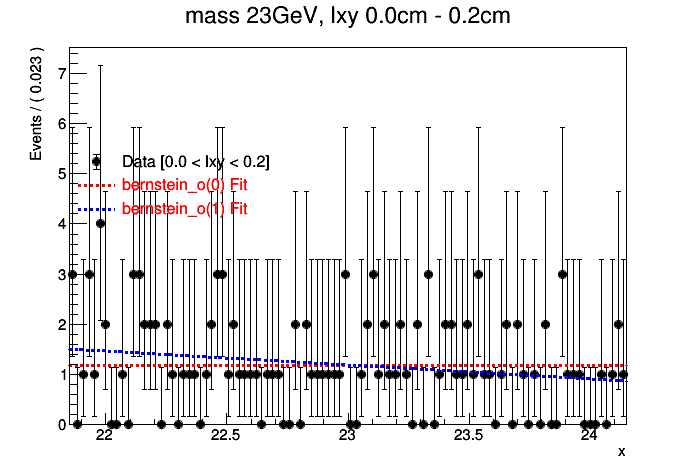 mass 23GeV, lxy 0.0cm - 0.2cm
Events / ( 0.023 )
7
6
5
4
3
2
1
0
Data [0.0 < lxy < 0.2]
bernstein_o(0) Fit
bernstein_o(1) Fit
22 22.5 23 23.5 24
x